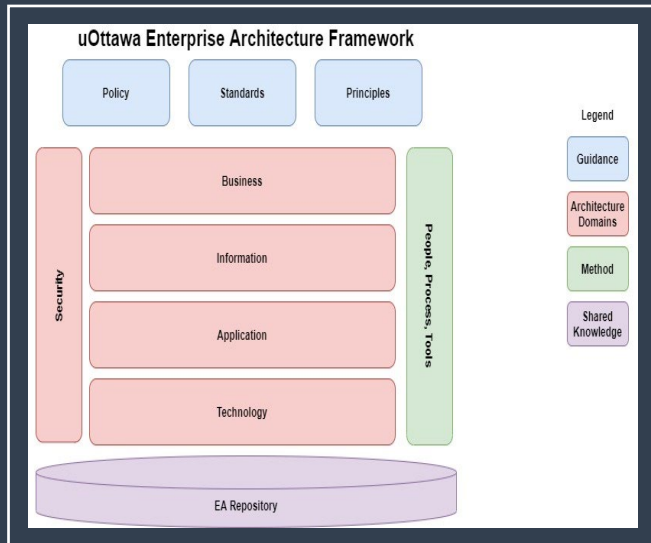 uOttawa Enterprise Architecture Framework
Policy
Standards
Principles
Legend
Guidance
Architecture
Domains
Method
Shared
Knowledge
Security
Business
Information
Application
Technology
People, Process, Tools
EA Repository